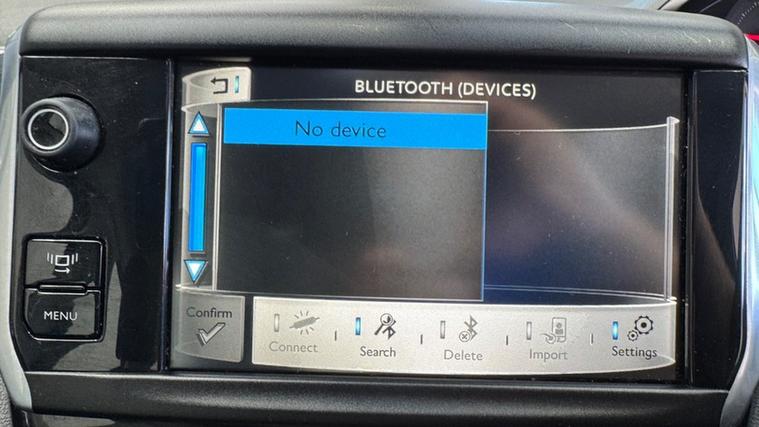 BLUETOOTH (DEVICES)
No device
MENU
Confirm
Connect
Search
Delete
Import
Settings